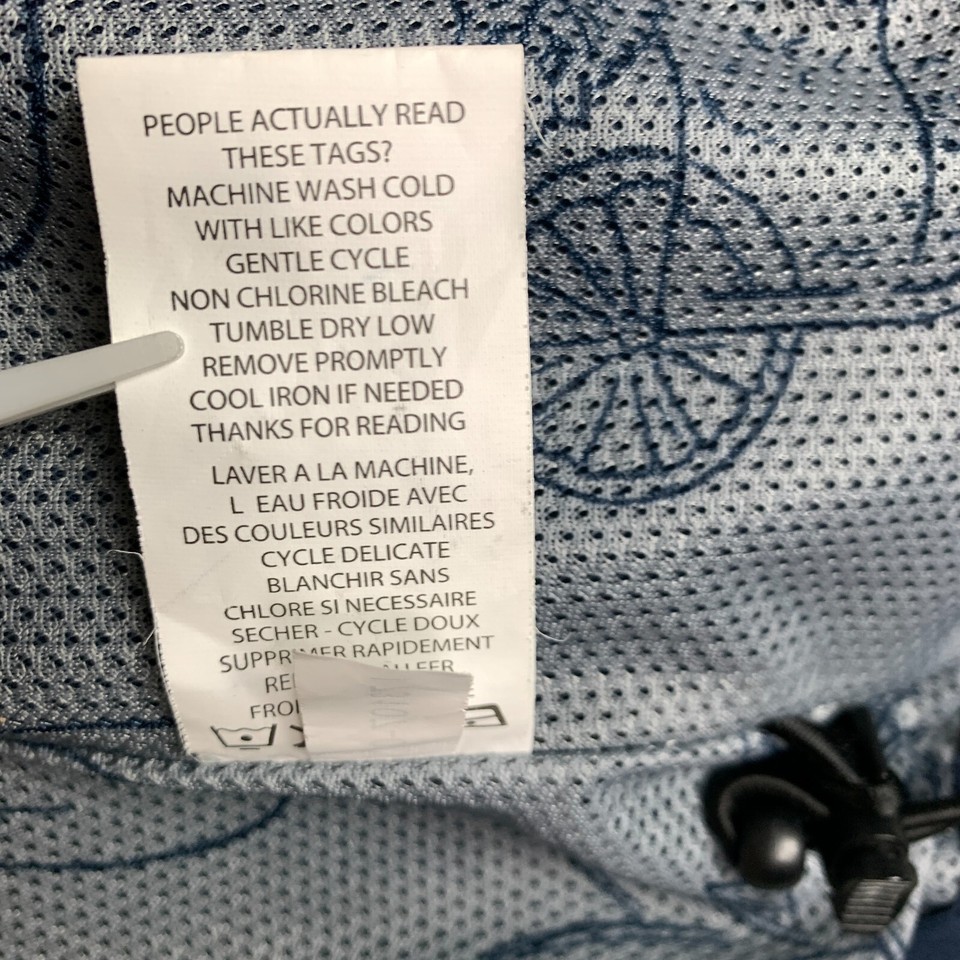 PEOPLE ACTUALLY READ
THESE TAGS?
MACHINE WASH COLD
WITH LIKE COLORS
GENTLE CYCLE
NON CHLORINE BLEACH
TUMBLE DRY LOW
REMOVE PROMPTLY
COOL IRON IF NEEDED
THANKS FOR READING
LAVER A LA MACHINE,
L EAU FROIDE AVEC
DES COULEURS SIMILAIRES
CYCLE DELICATE
BLANCHIR SANS
CHLORE SI NECESSAIRE
SECHER - CYCLE DOUX
SUPPRIMER RAPIDEMENT